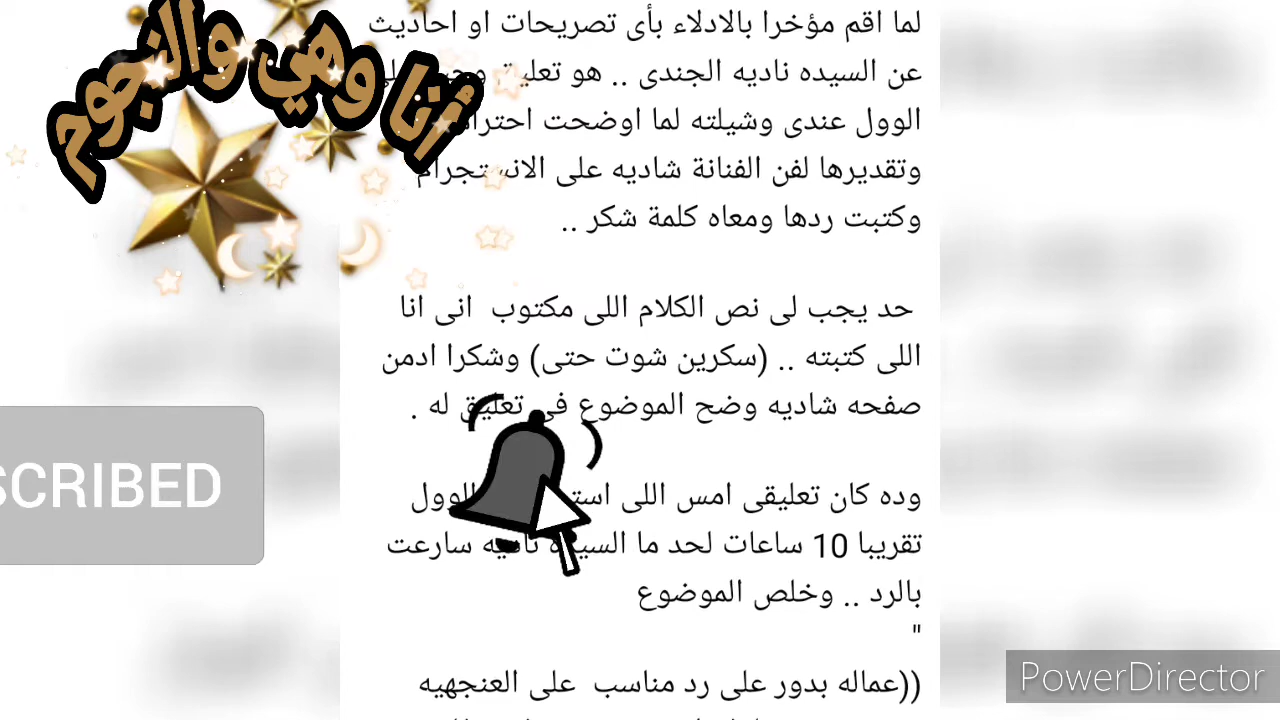 أنا وهي والنجوم
لما اقم مؤخرا بالادلاء بأى تصريحات او احاديث
عن السيده ناديه الجندى .. هو تعليق
الوول عندى وشيلته لما اوضحت
وتقديرها لفن الفنانة شاديه على الانستجرام
وكتبت ردها ومعاه كلمة شكر ..
حد يجب لى نص الكلام اللى مكتوب انى انا
اللى كتبته .. (سكرين شوت حتى) وشكرا ادمن
صفحه شاديه وضح الموضوع فى تعليق له .
SCRIBED
وده كان تعليقى امس اللى الوول
تقريبا 10 ساعات لحد ما السيده ناديه سارعت
بالرد .. وخلص الموضوع
"
((عماله بدور على رد مناسب على العنجهيه
PowerDirector